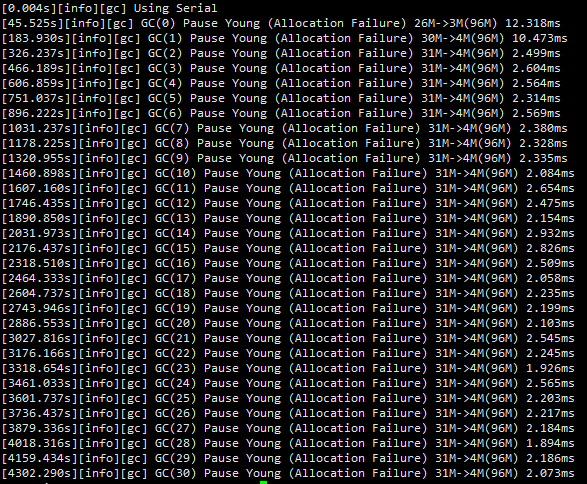 [0.004s][info][gc] Using Serial
[45.525s][info][gc] GC(0) Pause Young (Allocation Failure) 26M->3M(96M) 12.318ms
[183.930s][info][gc] GC(1) Pause Young (Allocation Failure) 30M->4M(96M) 10.473ms
[326.237s][info][gc] GC(2) Pause Young (Allocation Failure) 31M->4M(96M) 2.499ms
[466.189s][info][gc] GC(3) Pause Young (Allocation Failure) 31M->4M(96M) 2.604ms
[606.859s][info][gc] GC(4) Pause Young (Allocation Failure) 31M->4M(96M) 2.564ms
[751.037s][info][gc] GC(5) Pause Young (Allocation Failure) 31M->4M(96M) 2.314ms
[896.222s][info][gc] GC(6) Pause Young (Allocation Failure) 31M->4M(96M) 2.569ms
[1031.237s][info][gc] GC(7) Pause Young (Allocation Failure) 31M->4M(96M) 2.380ms
[1178.225s][info][gc] GC(8) Pause Young (Allocation Failure) 31M->4M(96M) 2.328ms
[1320.955s][info][gc] GC(9) Pause Young (Allocation Failure) 31M->4M(96M) 2.335ms
[1460.898s][info][gc] GC(10) Pause Young (Allocation Failure) 31M->4M(96M) 2.084ms
[1607.160s][info][gc] GC(11) Pause Young (Allocation Failure) 31M->4M(96M) 2.654ms
[1746.435s][info][gc] GC(12) Pause Young (Allocation Failure) 31M->4M(96M) 2.475ms
[1890.850s][info][gc] GC(13) Pause Young (Allocation Failure) 31M->4M(96M) 2.154ms
[2031.973s][info][gc] GC(14) Pause Young (Allocation Failure) 31M->4M(96M) 2.932ms
[2176.437s][info][gc] GC(15) Pause Young (Allocation Failure) 31M->4M(96M) 2.826ms
[2318.510s][info][gc] GC(16) Pause Young (Allocation Failure) 31M->4M(96M) 2.509ms
[2464.333s][info][gc] GC(17) Pause Young (Allocation Failure) 31M->4M(96M) 2.058ms
[2604.737s][info][gc] GC(18) Pause Young (Allocation Failure) 31M->4M(96M) 2.235ms
[2743.946s][info][gc] GC(19) Pause Young (Allocation Failure) 31M->4M(96M) 2.199ms
[2886.553s][info][gc] GC(20) Pause Young (Allocation Failure) 31M->4M(96M) 2.103ms
[3027.816s][info][gc] GC(21) Pause Young (Allocation Failure) 31M->4M(96M) 2.545ms
[3176.166s][info][gc] GC(22) Pause Young (Allocation Failure) 31M->4M(96M) 2.245ms
[3318.654s][info][gc] GC(23) Pause Young (Allocation Failure) 31M->4M(96M) 1.926ms
[3461.033s][info][gc] GC(24) Pause Young (Allocation Failure) 31M->4M(96M) 2.565ms
[3601.737s][info][gc] GC(25) Pause Young (Allocation Failure) 31M->4M(96M) 2.203ms
[3736.437s][info][gc] GC(26) Pause Young (Allocation Failure) 31M->4M(96M) 2.217ms
[3879.336s][info][gc] GC(27) Pause Young (Allocation Failure) 31M->4M(96M) 2.184ms
[4018.316s][info][gc] GC(28) Pause Young (Allocation Failure) 31M->4M(96M) 1.894ms
[4159.434s][info][gc] GC(29) Pause Young (Allocation Failure) 31M->4M(96M) 2.186ms
[4302.290s][info][gc] GC(30) Pause Young (Allocation Failure) 31M->4M(96M) 2.073ms